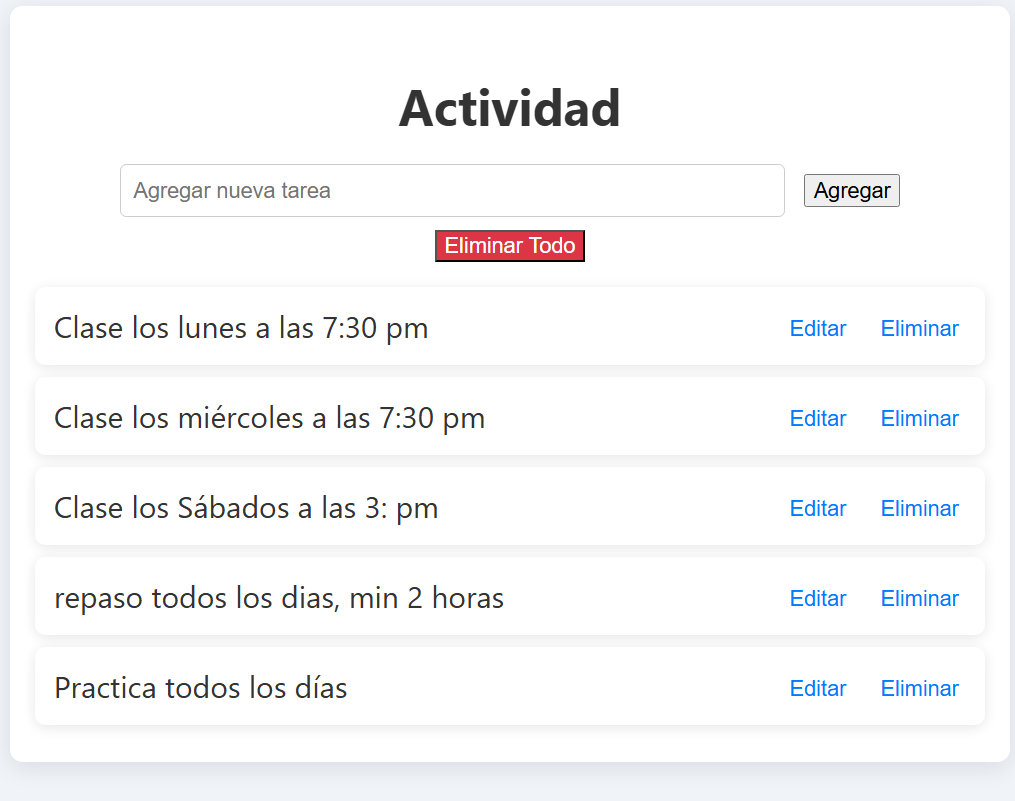 Actividad
Agregar nueva tarea Agregar
Eliminar Todo
Clase los lunes a las 7:30 pm Editar Eliminar
Clase los miércoles a las 7:30 pm Editar Eliminar
Clase los Sábados a las 3: pm Editar Eliminar
repaso todos los dias, min 2 horas Editar Eliminar
Practica todos los días Editar Eliminar